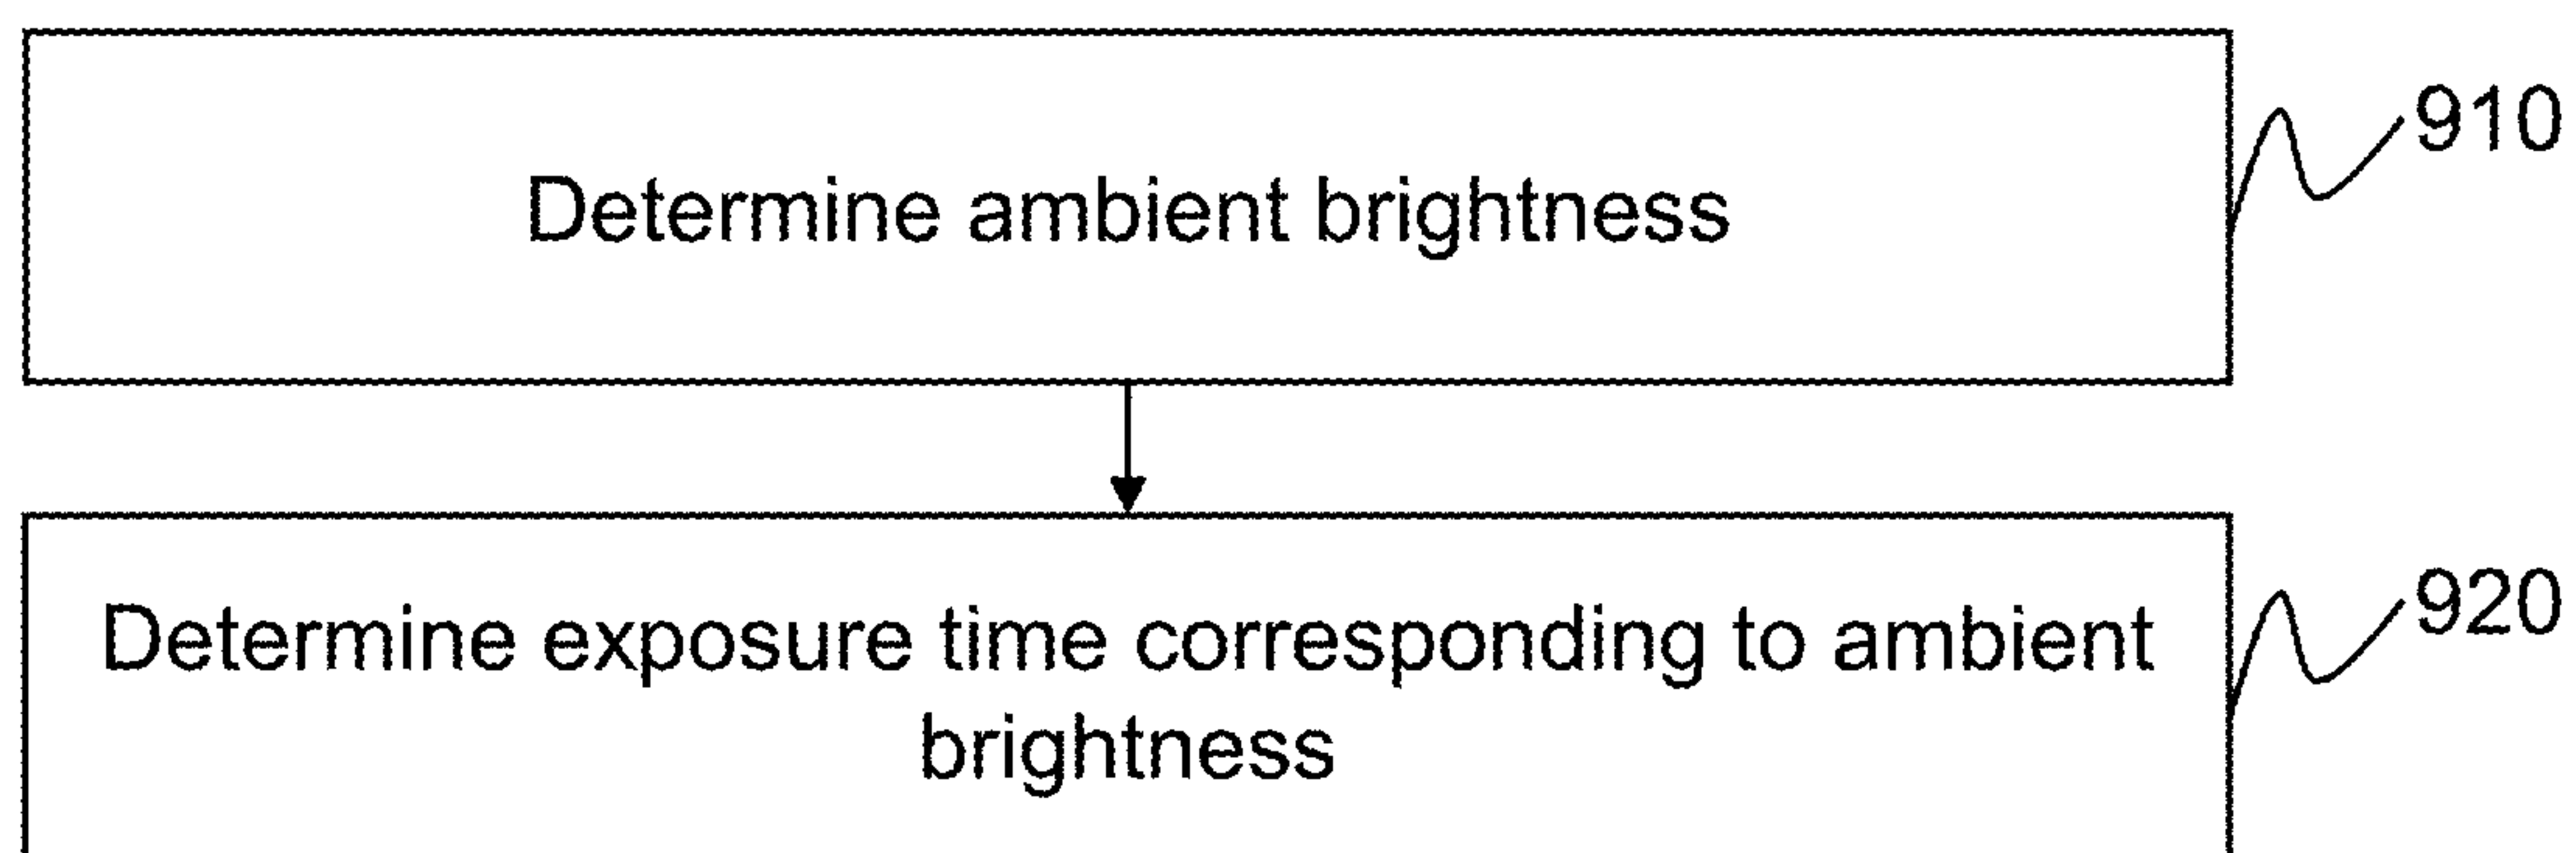 910
Determine ambient brightness
920
Determine exposure time corresponding to ambient
brightness